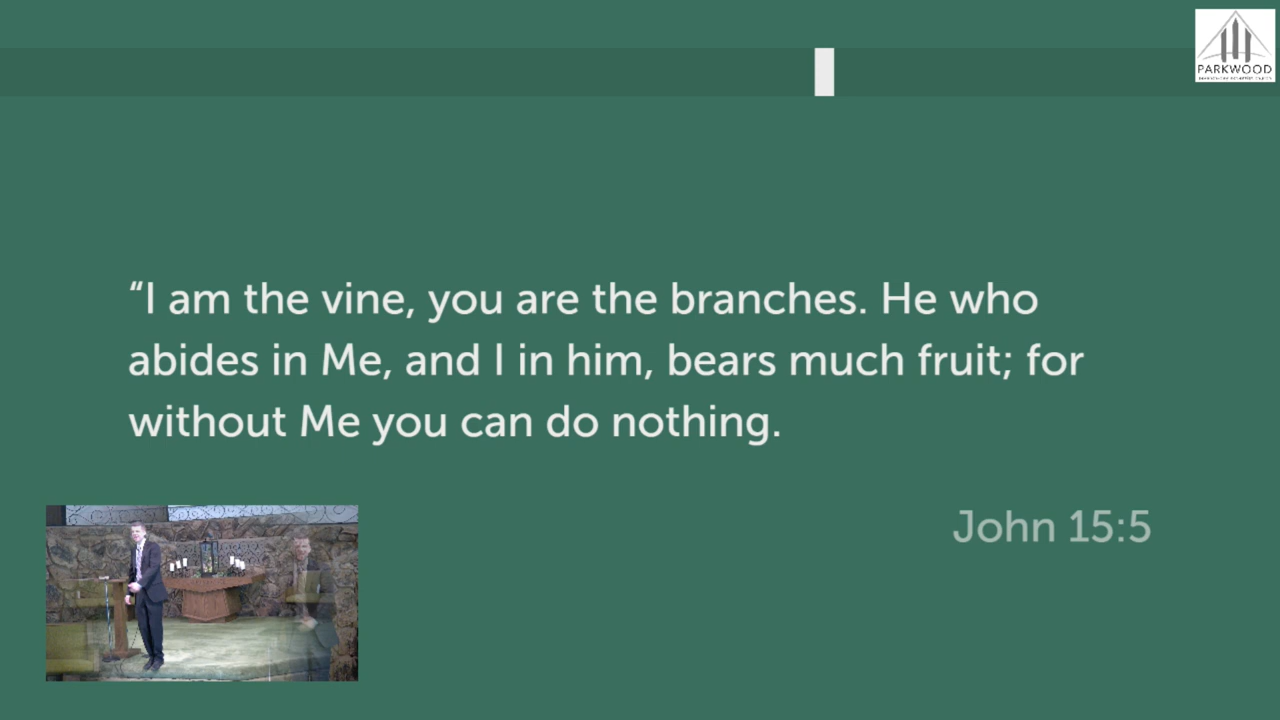 PARKWOOD
“I am the vine, you are the branches. He who
abides in Me, and I in him, bears much fruit; for
without Me you can do nothing.
John 15:5